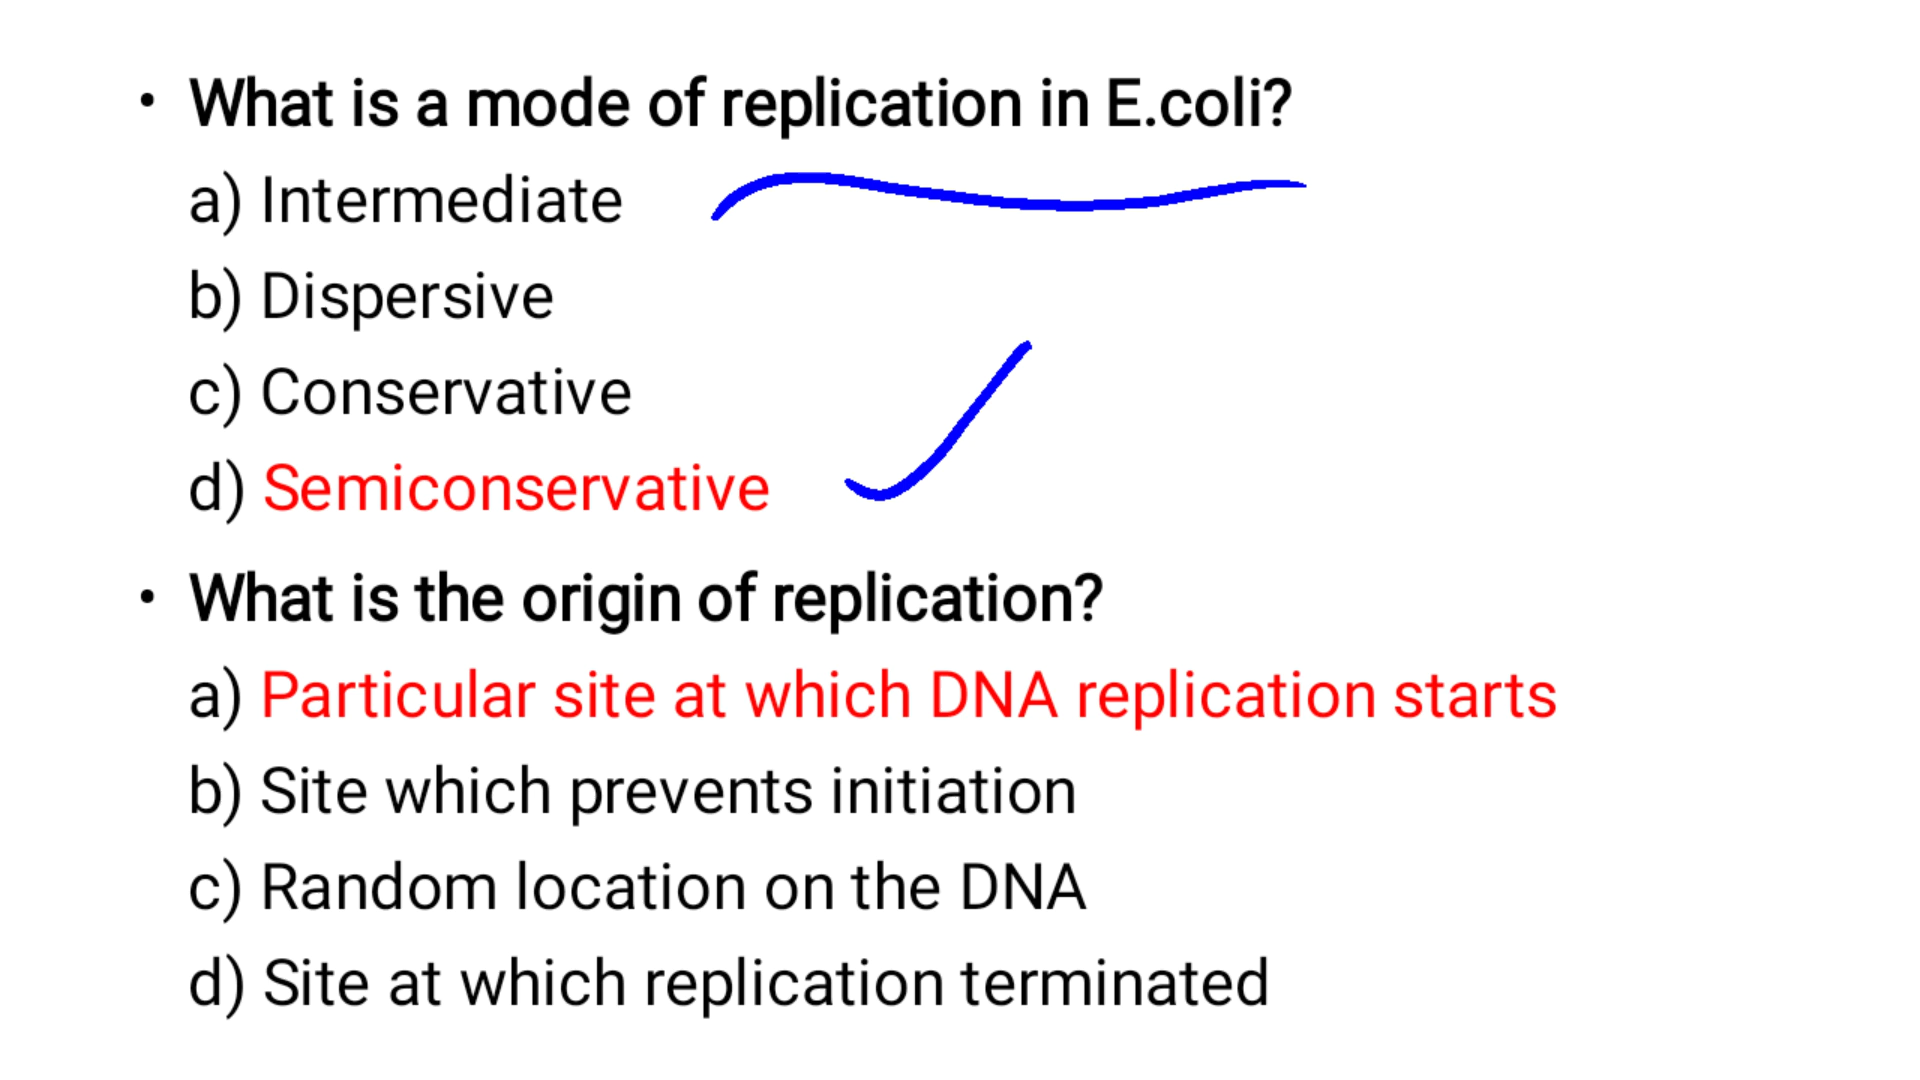 • What is a mode of replication in E.coli?
a) Intermediate
b) Dispersive
c) Conservative
d) Semiconservative
• What is the origin of replication?
a) Particular site at which DNA replication starts
b) Site which prevents initiation
c) Random location on the DNA
d) Site at which replication terminated